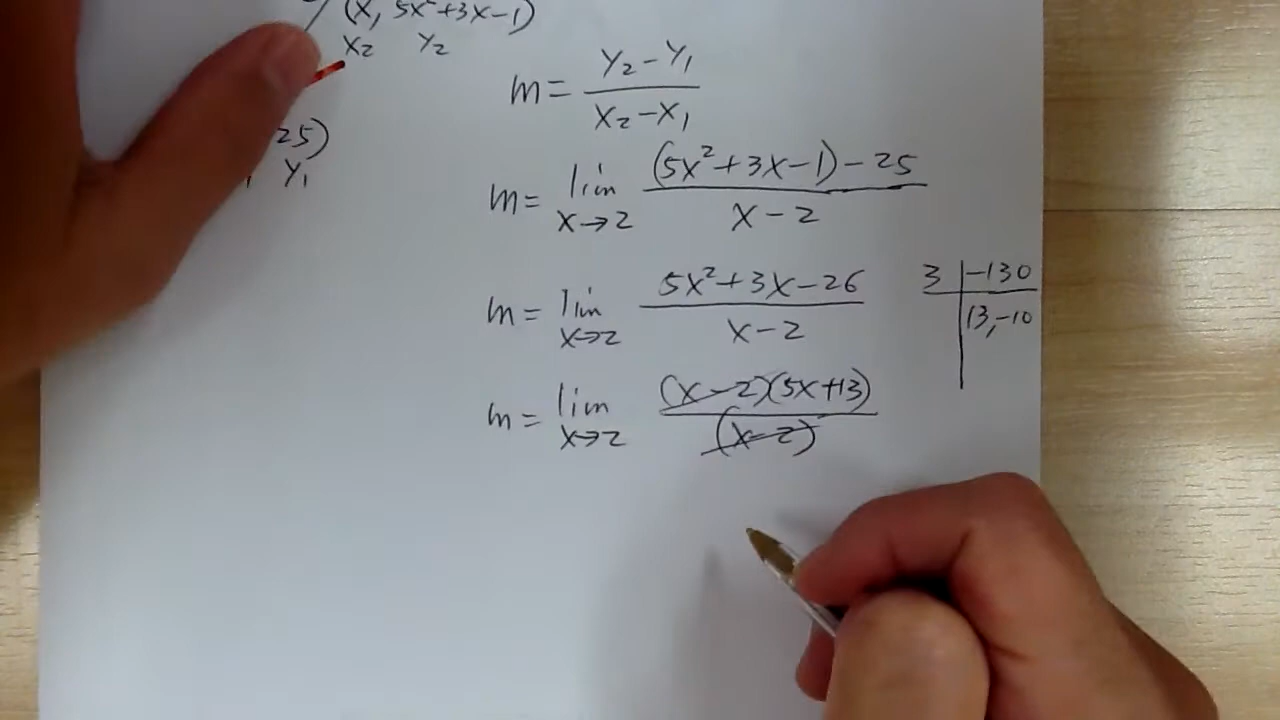 (x, 5x²+3x-1)
x₂ y₂
25)
y₁
m = y₂-y₁ / x₂-x₁
m = lim x→2 (5x²+3x-1)-25 / x-2
m = lim x→2 5x²+3x-26 / x-2
3 | -130
13, -10
m = lim x→2 (x-2)(5x+13) / (x-2)